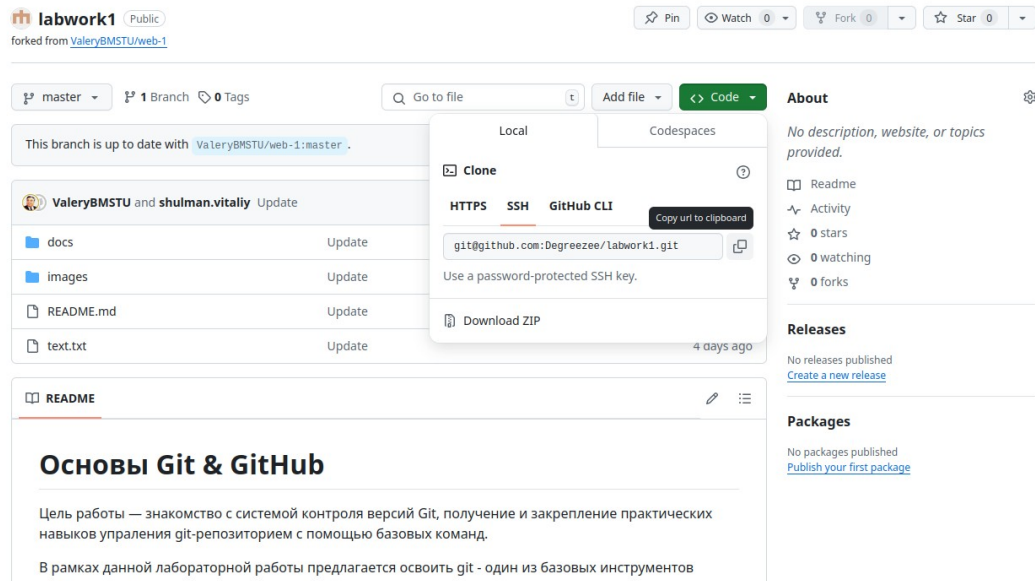 labwork1 Public
Pin Watch 0 Fork 0 Star 0
forked from ValeryBMSTU/web-1
master 1 Branch 0 Tags Go to file t Add file Code
This branch is up to date with ValeryBMSTU/web-1:master.
ValeryBMSTU and shulman.vitaliy Update
docs Update
images Update
README.md Update
text.txt Update 4 days ago
Local Codespaces
Clone
HTTPS SSH GitHub CLI
Copy url to clipboard
git@github.com:Degreezee/labwork1.git
Use a password-protected SSH key.
Download ZIP
README
Основы Git & GitHub
Цель работы — знакомство с системой контроля версий Git, получение и закрепление практических
навыков упраления git-репозиторием с помощью базовых команд.
В рамках данной лабораторной работы предлагается освоить git - один из базовых инструментов
About
No description, website, or topics
provided.
Readme
Activity
0 stars
0 watching
0 forks
Releases
No releases published
Create a new release
Packages
No packages published
Publish your first package